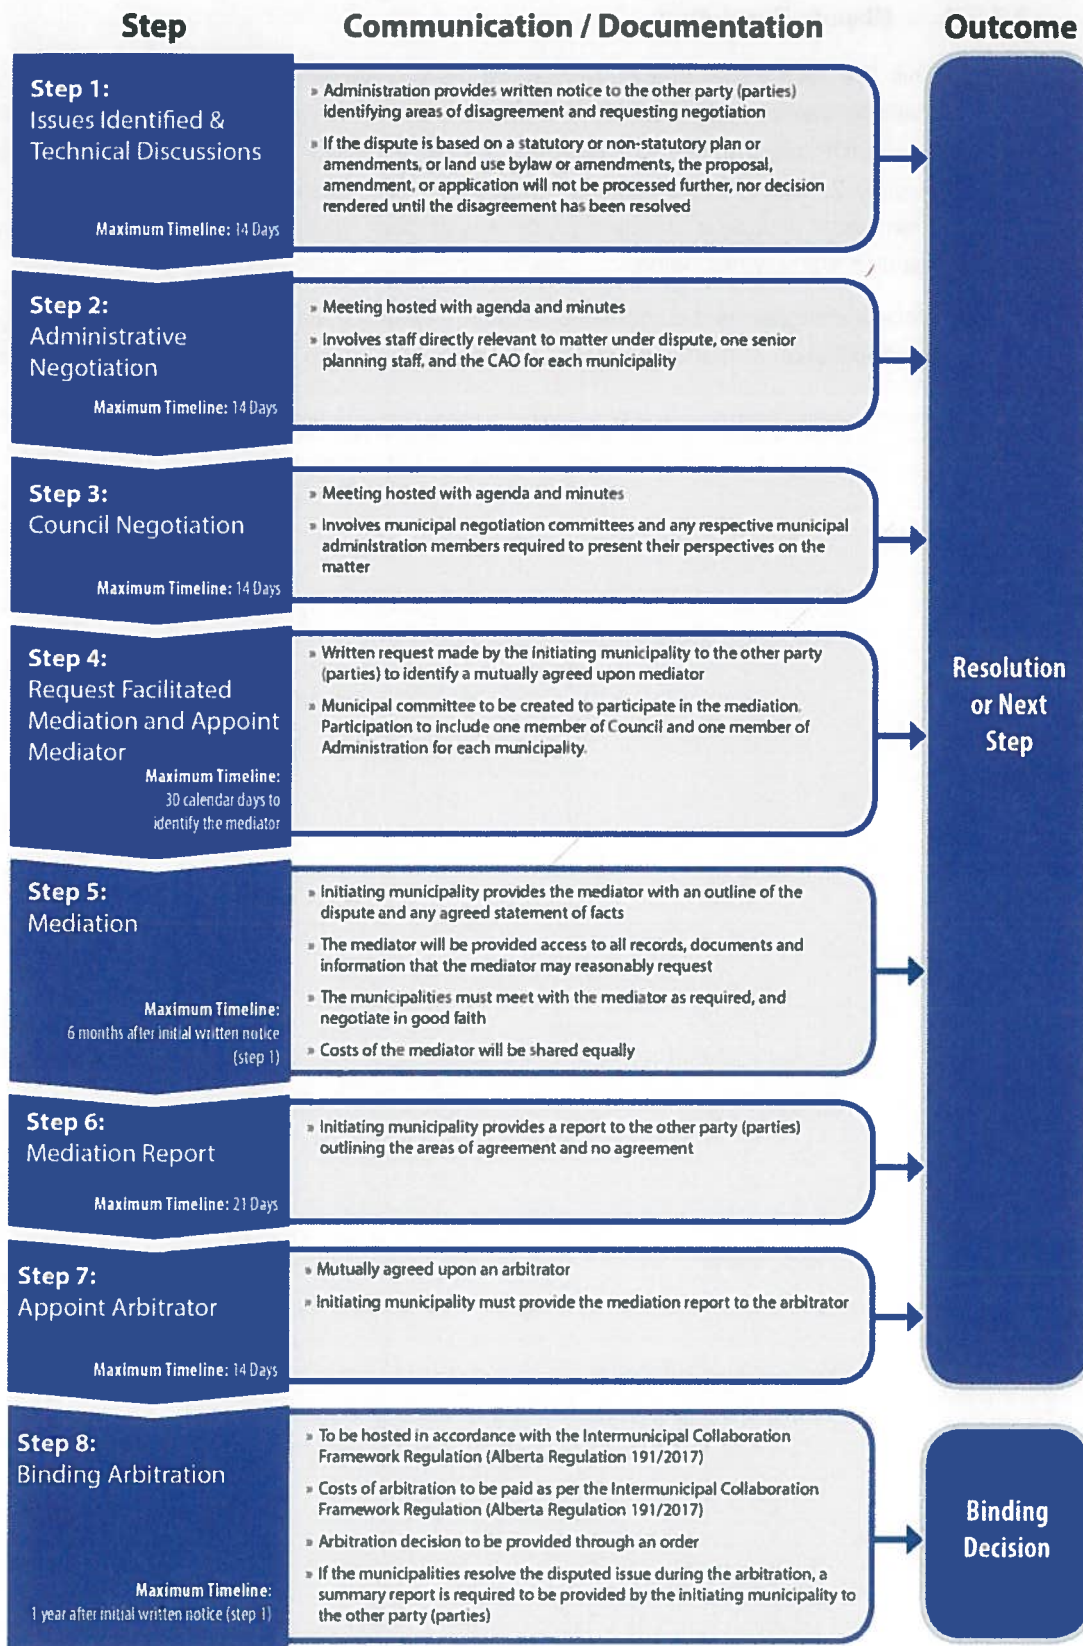 Step
Communication / Documentation
Outcome
Step 1:
Issues Identified &
Technical Discussions
Maximum Timeline: 14 Days
» Administration provides written notice to the other party (parties)
identifying areas of disagreement and requesting negotiation
» If the dispute is based on a statutory or non-statutory plan or
amendments, or land use bylaw or amendments, the proposal,
amendment, or application will not be processed further, nor decision
rendered until the disagreement has been resolved
Step 2:
Administrative
Negotiation
Maximum Timeline: 14 Days
» Meeting hosted with agenda and minutes
» Involves staff directly relevant to matter under dispute, one senior
planning staff, and the CAO for each municipality
Step 3:
Council Negotiation
Maximum Timeline: 14 Days
» Meeting hosted with agenda and minutes
» Involves municipal negotiation committees and any respective municipal
administration members required to present their perspectives on the
matter
Step 4:
Request Facilitated
Mediation and Appoint
Mediator
Maximum Timeline:
30 calendar days to
identify the mediator
» Written request made by the initiating municipality to the other party
(parties) to identify a mutually agreed upon mediator
» Municipal committee to be created to participate in the mediation.
Participation to include one member of Council and one member of
Administration for each municipality.
Step 5:
Mediation
Maximum Timeline:
6 months after initial written notice
(step 1)
» Initiating municipality provides the mediator with an outline of the
dispute and any agreed statement of facts
» The mediator will be provided access to all records, documents and
information that the mediator may reasonably request
» The municipalities must meet with the mediator as required, and
negotiate in good faith
» Costs of the mediator will be shared equally
Step 6:
Mediation Report
Maximum Timeline: 21 Days
» Initiating municipality provides a report to the other party (parties)
outlining the areas of agreement and no agreement
Step 7:
Appoint Arbitrator
Maximum Timeline: 14 Days
» Mutually agreed upon an arbitrator
» Initiating municipality must provide the mediation report to the arbitrator
Resolution
or Next
Step
Step 8:
Binding Arbitration
Maximum Timeline:
1 year after initial written notice (step 1)
» To be hosted in accordance with the Intermunicipal Collaboration
Framework Regulation (Alberta Regulation 191/2017)
» Costs of arbitration to be paid as per the Intermunicipal Collaboration
Framework Regulation (Alberta Regulation 191/2017)
» Arbitration decision to be provided through an order
» If the municipalities resolve the disputed issue during the arbitration, a
summary report is required to be provided by the initiating municipality to
the other party (parties)
Binding
Decision